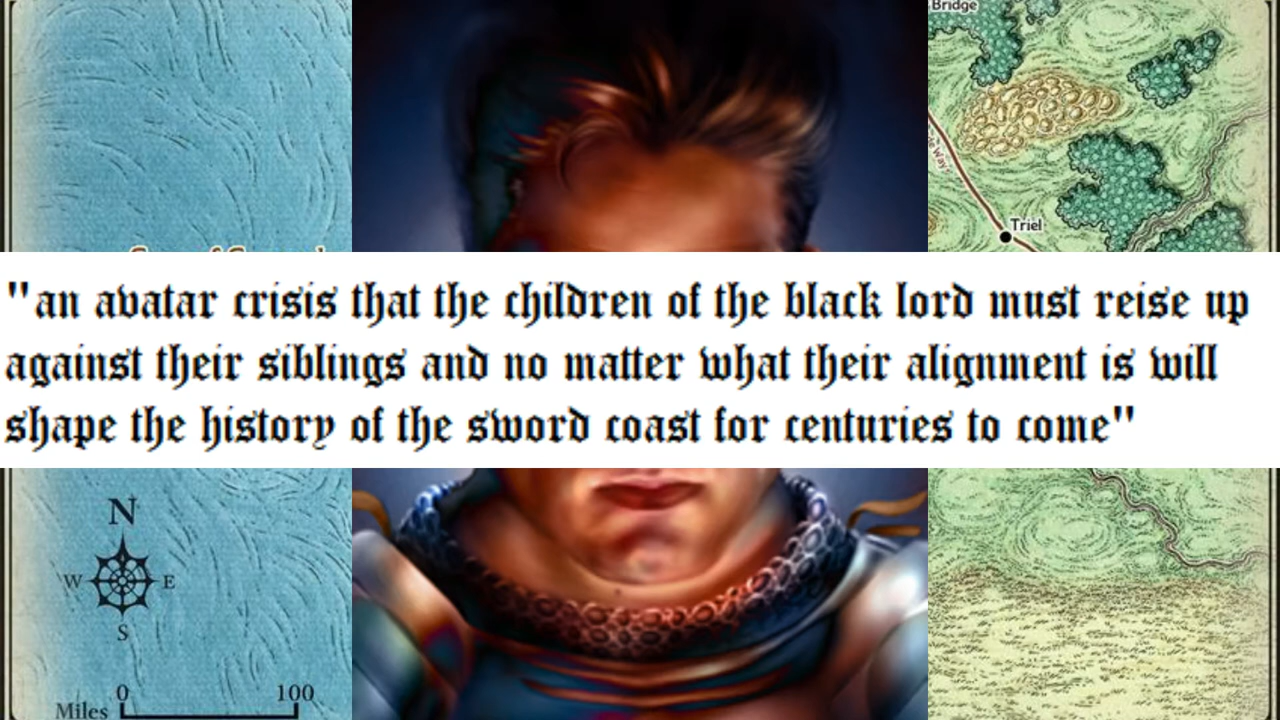 Bridge
Triel
"an avatar crisis that the children of the black lord must reise up
against their siblings and no matter what their alignment is will
shape the history of the sword coast for centuries to come"
N
W E
S
0 100
Miles